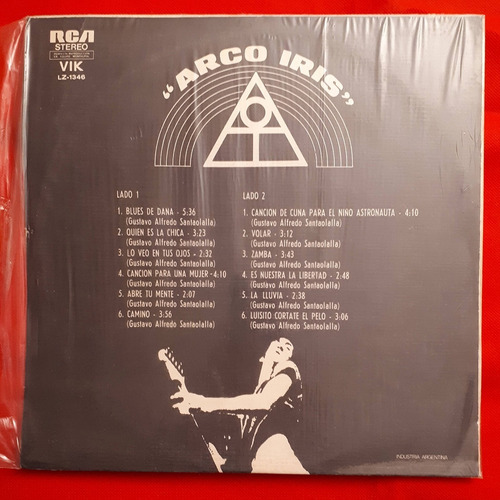 RCA
STEREO
VIK
LZ-1346
"ARCO IRIS"
LADO 1
1. BLUES DE DANA - 5:36
(Gustavo Alfredo Santaolalla)
2. QUIEN ES LA CHICA - 3,23
(Gustavo Alfredo Santaolalla)
3. LO VEO EN TUS OJOS - 2:32
(Gustavo Alfredo Santaolalla)
4. CANCION PARA UNA MUJER-4:10
(Gustavo Alfredo Santaolalla)
5. ABRE TU MENTE - 2:07
(Gustavo Alfredo Santaolalla)
6. CAMINO - 3:56
(Gustavo Alfredo Santaolalla)
LADO 2
1. CANCION DE CUNA PARA EL NIÑO ASTRONAUTA - 4:10
(Gustavo Alfredo Santaolalla)
2. VOLAR - 3:12
(Gustavo Alfredo Santaolalla)
3. ZAMBA - 3:43
(Gustavo Alfredo Santaolalla)
4. ES NUESTRA LA LIBERTAD - 2:48
(Gustavo Alfredo Santaolalla)
5. LA LLUVIA - 2:38
(Gustavo Alfredo Santaolalla)
6. LUISITO CORTATE EL PELO - 3:06
(Gustavo Alfredo Santaolalla)
INDUSTRIA ARGENTINA